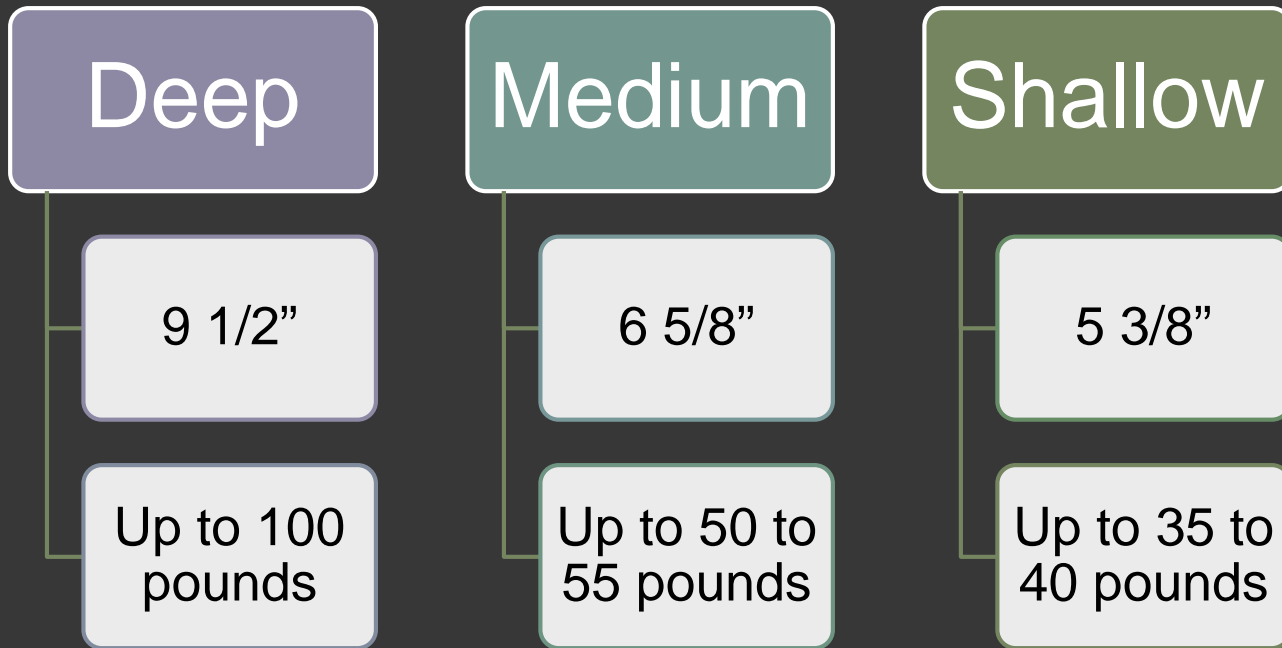 Deep
9 1/2”
Up to 100
pounds
Medium
6 5/8”
Up to 50 to
55 pounds
Shallow
5 3/8”
Up to 35 to
40 pounds